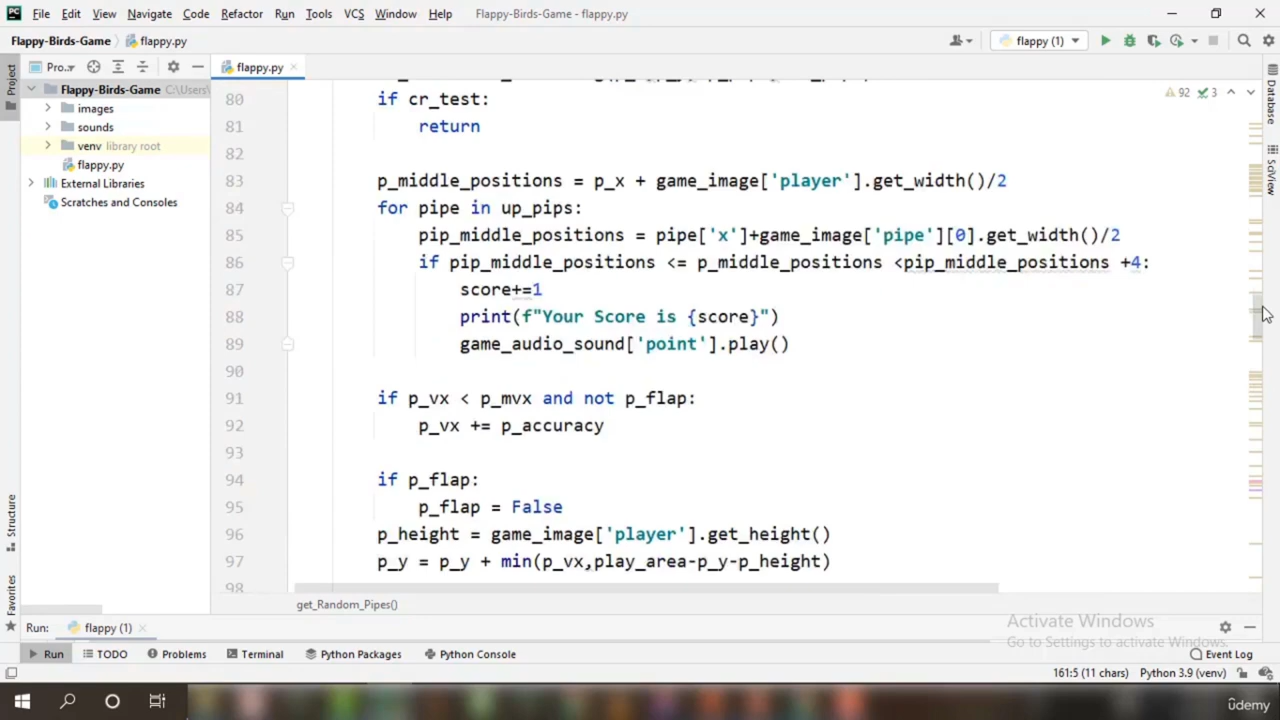 File Edit View Navigate Code Refactor Run Tools VCS Window Help Flappy-Birds-Game - flappy.py
Flappy-Birds-Game flappy.py flappy (1)
Project Pro... flappy.py
Flappy-Birds-Game C:\Users\
images
sounds
venv library root
flappy.py
External Libraries
Scratches and Consoles
92 3
Database
SciView
80 if cr_test:
81 return
82
83 p_middle_positions = p_x + game_image['player'].get_width()/2
84 for pipe in up_pips:
85 pip_middle_positions = pipe['x']+game_image['pipe'][0].get_width()/2
86 if pip_middle_positions <= p_middle_positions <pip_middle_positions +4:
87 score+=1
88 print(f"Your Score is {score}")
89 game_audio_sound['point'].play()
90
91 if p_vx < p_mvx and not p_flap:
92 p_vx += p_accuracy
93
94 if p_flap:
95 p_flap = False
96 p_height = game_image['player'].get_height()
97 p_y = p_y + min(p_vx,play_area-p_y-p_height)
98
get_Random_Pipes()
Structure
Favorites
Run: flappy (1)
Activate Windows
Go to Settings to activate Windows.
Run TODO Problems Terminal Python Packages Python Console Event Log
161:5 (11 chars) Python 3.9 (venv)
ûdemy